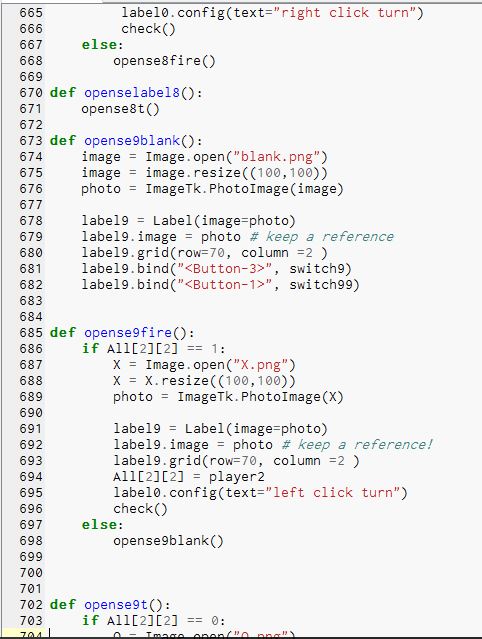 665 label0.config(text="right click turn")
666 check()
667 else:
668 opense8fire()
669
670 def openselabel8():
671 opense8t()
672
673 def opense9blank():
674 image = Image.open("blank.png")
675 image = image.resize((100,100))
676 photo = ImageTk.PhotoImage(image)
677
678 label9 = Label(image=photo)
679 label9.image = photo # keep a reference
680 label9.grid(row=70, column =2 )
681 label9.bind("<Button-3>", switch9)
682 label9.bind("<Button-1>", switch99)
683
684
685 def opense9fire():
686 if All[2][2] == 1:
687 X = Image.open("X.png")
688 X = X.resize((100,100))
689 photo = ImageTk.PhotoImage(X)
690
691 label9 = Label(image=photo)
692 label9.image = photo # keep a reference!
693 label9.grid(row=70, column =2 )
694 All[2][2] = player2
695 label0.config(text="left click turn")
696 check()
697 else:
698 opense9blank()
699
700
701
702 def opense9t():
703 if All[2][2] == 0:
704 O = Image.open("O.png")